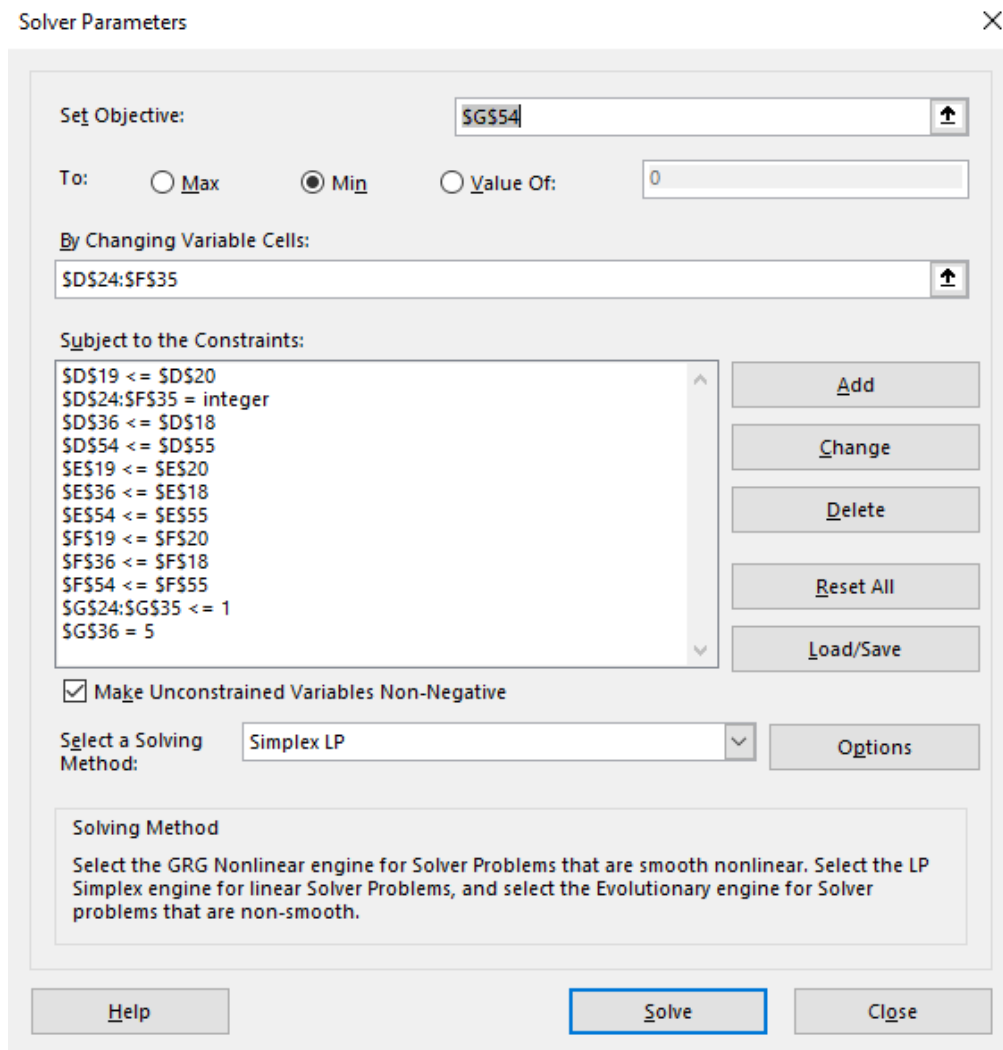 Solver Parameters
Set Objective:
$G$54
To:
Max
Min
Value Of:
0
By Changing Variable Cells:
$D$24:$F$35
Subject to the Constraints:
$D$19 <= $D$20
$D$24:$F$35 = integer
$D$36 <= $D$18
$D$54 <= $D$55
$E$19 <= $E$20
$E$36 <= $E$18
$E$54 <= $E$55
$F$19 <= $F$20
$F$36 <= $F$18
$F$54 <= $F$55
$G$24:$G$35 <= 1
$G$36 = 5
Add
Change
Delete
Reset All
Load/Save
Make Unconstrained Variables Non-Negative
Select a Solving
Method:
Simplex LP
Options
Solving Method
Select the GRG Nonlinear engine for Solver Problems that are smooth nonlinear. Select the LP
Simplex engine for linear Solver Problems, and select the Evolutionary engine for Solver
problems that are non-smooth.
Help
Solve
Close